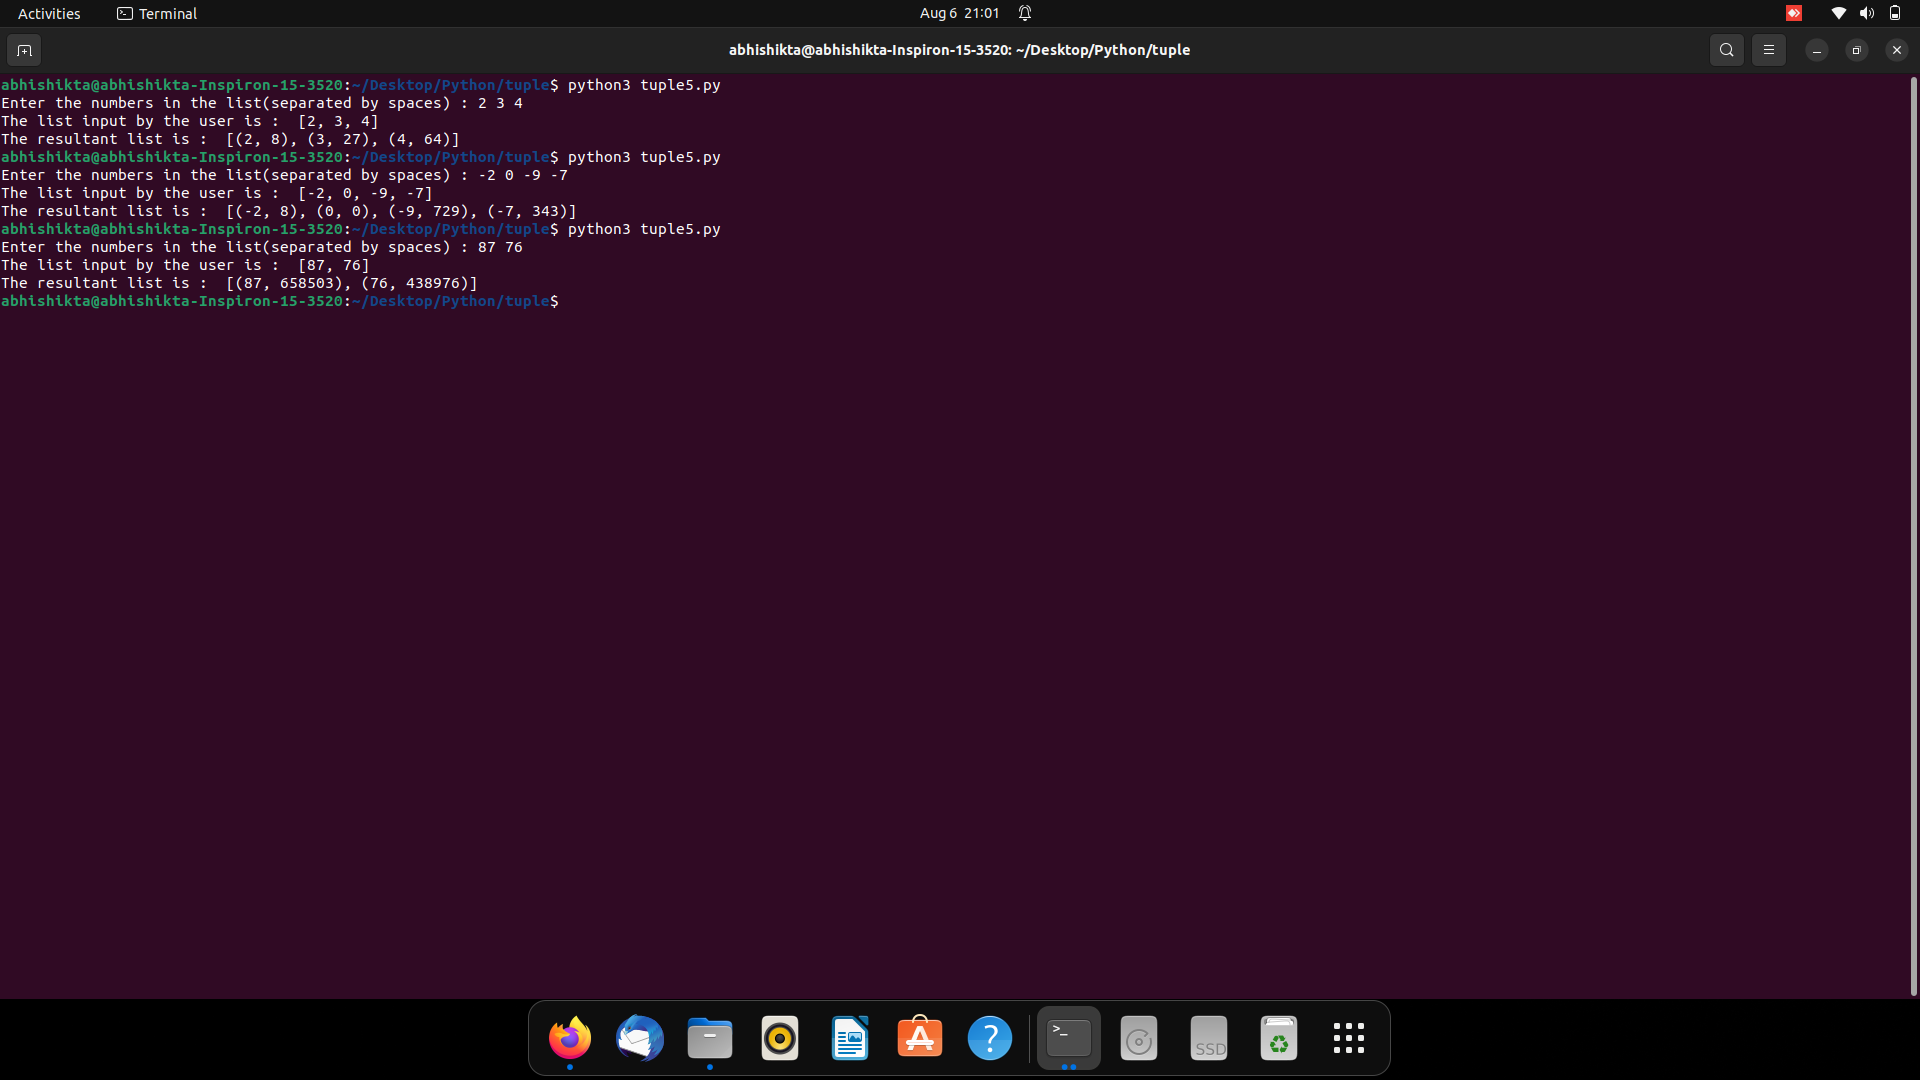 Activities Terminal Aug 6 21:01
abhishikta@abhishikta-Inspiron-15-3520: ~/Desktop/Python/tuple
abhishikta@abhishikta-Inspiron-15-3520:~/Desktop/Python/tuple$ python3 tuple5.py
Enter the numbers in the list(separated by spaces) : 2 3 4
The list input by the user is :  [2, 3, 4]
The resultant list is :  [(2, 8), (3, 27), (4, 64)]
abhishikta@abhishikta-Inspiron-15-3520:~/Desktop/Python/tuple$ python3 tuple5.py
Enter the numbers in the list(separated by spaces) : -2 0 -9 -7
The list input by the user is :  [-2, 0, -9, -7]
The resultant list is :  [(-2, 8), (0, 0), (-9, 729), (-7, 343)]
abhishikta@abhishikta-Inspiron-15-3520:~/Desktop/Python/tuple$ python3 tuple5.py
Enter the numbers in the list(separated by spaces) : 87 76
The list input by the user is :  [87, 76]
The resultant list is :  [(87, 658503), (76, 438976)]
abhishikta@abhishikta-Inspiron-15-3520:~/Desktop/Python/tuple$
SSD